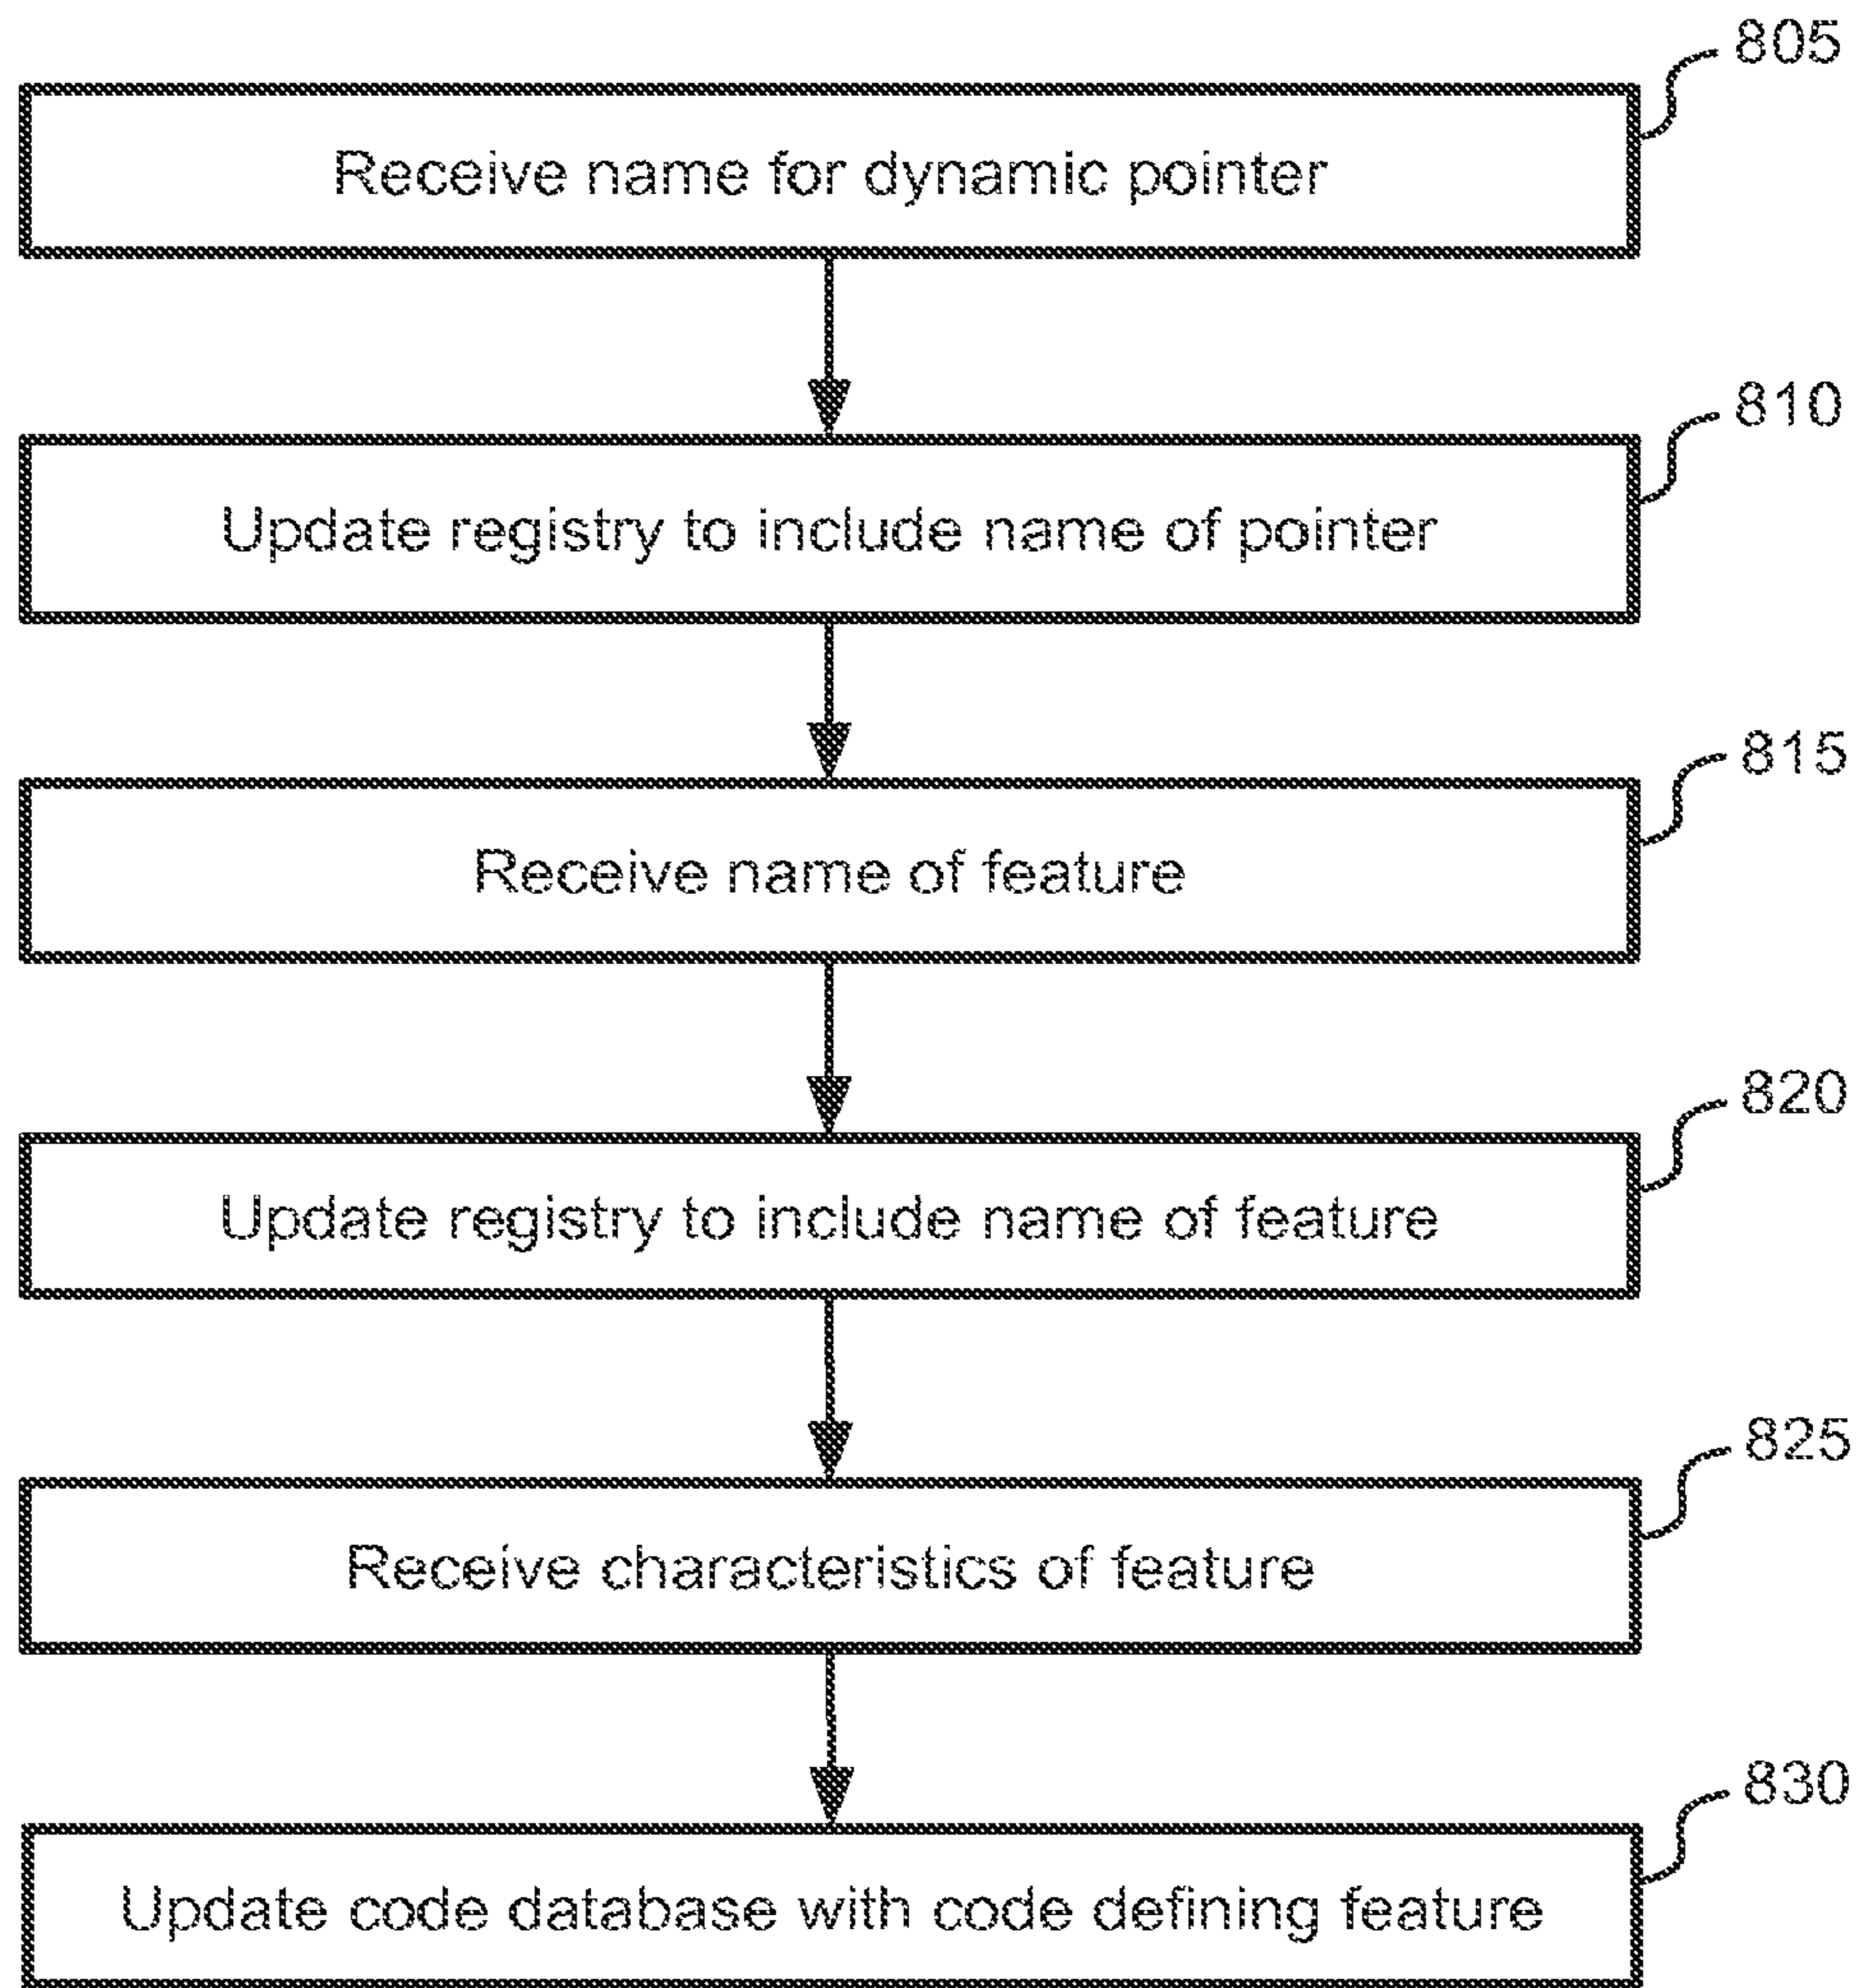 805
Receive name for dynamic pointer
810
Update registry to include name of pointer
815
Receive name of feature
820
Update registry to include name of feature
825
Receive characteristics of feature
830
Update code database with code defining feature